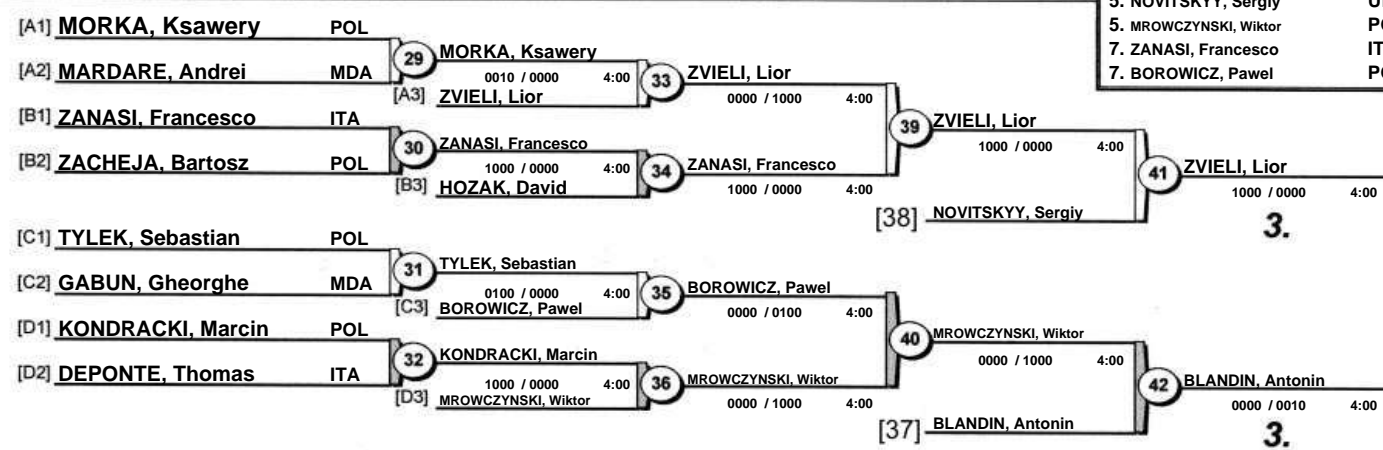 5. NOVITSKYY, Sergiy
5. MROWCZYNSKI, Wiktor
7. ZANASI, Francesco
7. BOROWICZ, Pawel
[A1] MORKA, Ksawery POL
[A2] MARDARE, Andrei MDA
29
MORKA, Ksawery
0010 / 0000 4:00
[A3] ZVIELI, Lior
33
ZVIELI, Lior
0000 / 1000 4:00
[B1] ZANASI, Francesco ITA
[B2] ZACHEJA, Bartosz POL
30
ZANASI, Francesco
1000 / 0000 4:00
[B3] HOZAK, David
34
ZANASI, Francesco
1000 / 0000 4:00
39
ZVIELI, Lior
1000 / 0000 4:00
[38] NOVITSKYY, Sergiy
41
ZVIELI, Lior
1000 / 0000 4:00
3.
[C1] TYLEK, Sebastian POL
[C2] GABUN, Gheorghe MDA
31
TYLEK, Sebastian
0100 / 0000 4:00
[C3] BOROWICZ, Pawel
35
BOROWICZ, Pawel
0000 / 0100 4:00
[D1] KONDRACKI, Marcin POL
[D2] DEPONTE, Thomas ITA
32
KONDRACKI, Marcin
1000 / 0000 4:00
[D3] MROWCZYNSKI, Wiktor
36
MROWCZYNSKI, Wiktor
0000 / 1000 4:00
40
MROWCZYNSKI, Wiktor
0000 / 1000 4:00
[37] BLANDIN, Antonin
42
BLANDIN, Antonin
0000 / 0010 4:00
3.